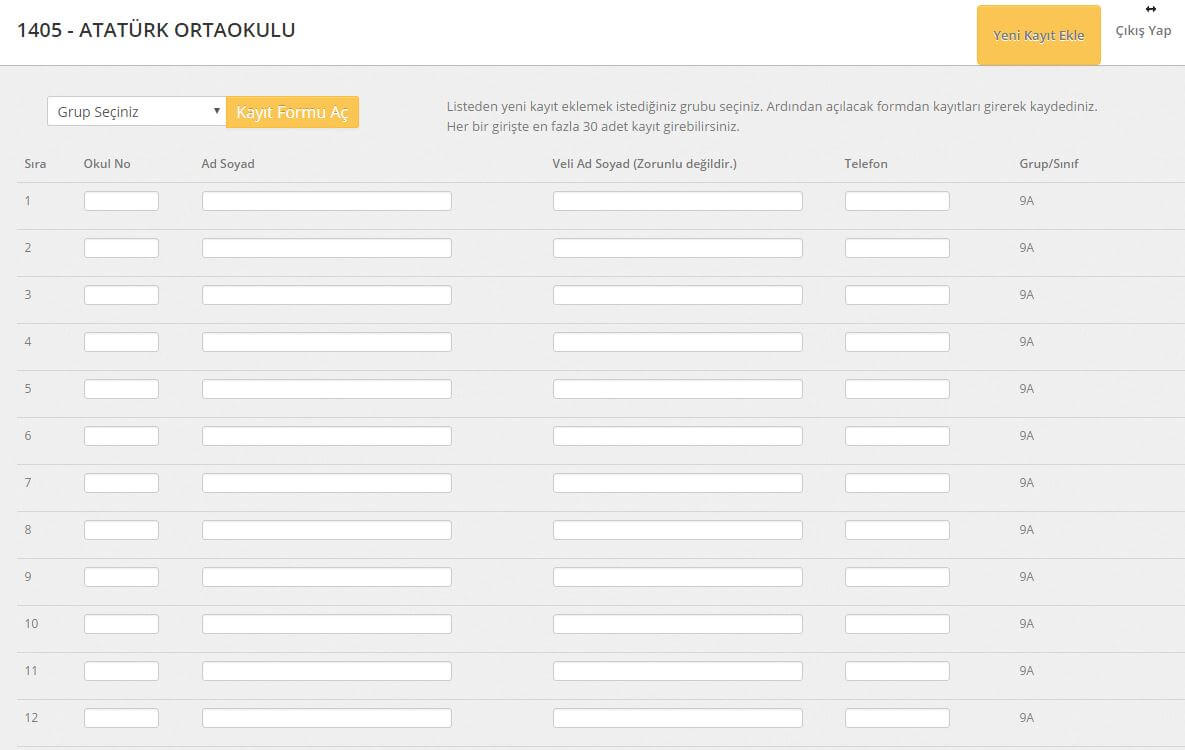 1405 - ATATÜRK ORTAOKULU
Yeni Kayıt Ekle
Çıkış Yap
Grup Seçiniz
Kayıt Formu Aç
Listeden yeni kayıt eklemek istediğiniz grubu seçiniz. Ardından açılacak formdan kayıtları girerek kaydediniz.
Her bir girişte en fazla 30 adet kayıt girebilirsiniz.
Sıra Okul No Ad Soyad Veli Ad Soyad (Zorunlu değildir.) Telefon Grup/Sınıf
1 9A
2 9A
3 9A
4 9A
5 9A
6 9A
7 9A
8 9A
9 9A
10 9A
11 9A
12 9A